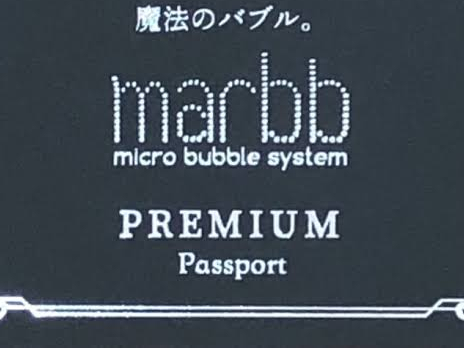 魔法のバブル。
marbb
micro bubble system
PREMIUM
Passport